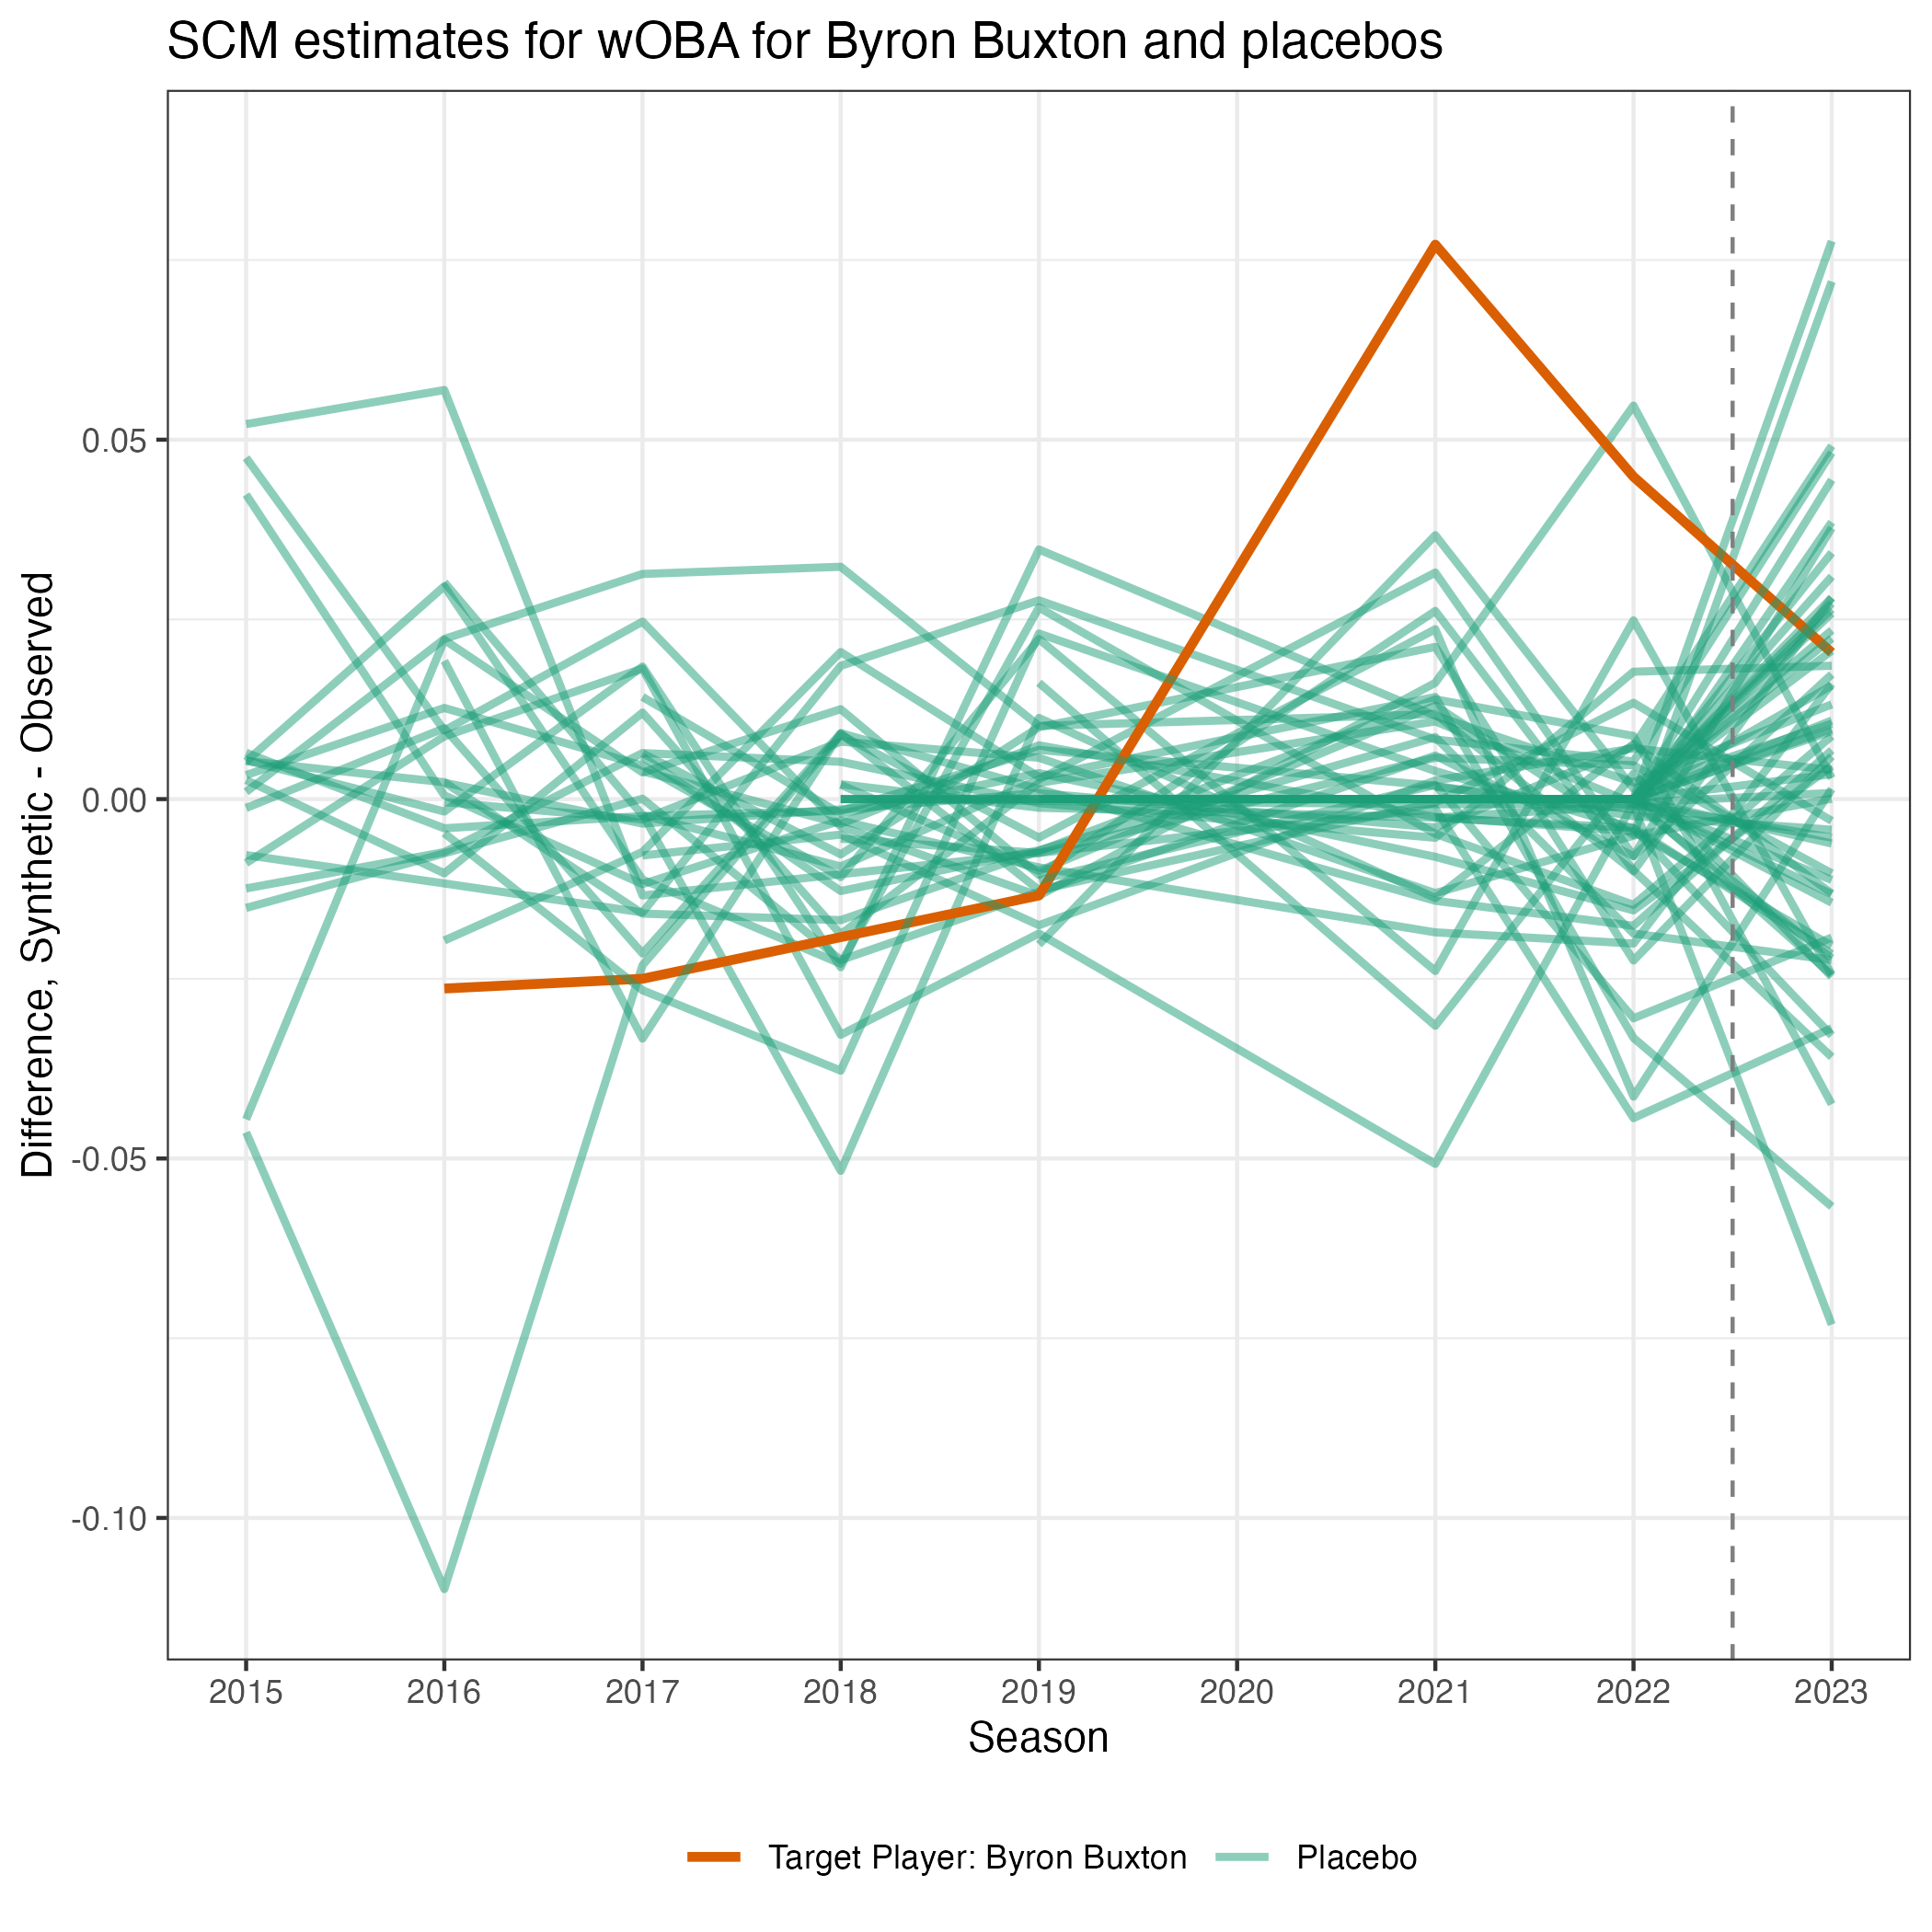 SCM estimates for wOBA for Byron Buxton and placebos
Difference, Synthetic - Observed
0.05
0.00
-0.05
-0.10
2015 2016 2017 2018 2019 2020 2021 2022 2023
Season
Target Player: Byron Buxton Placebo